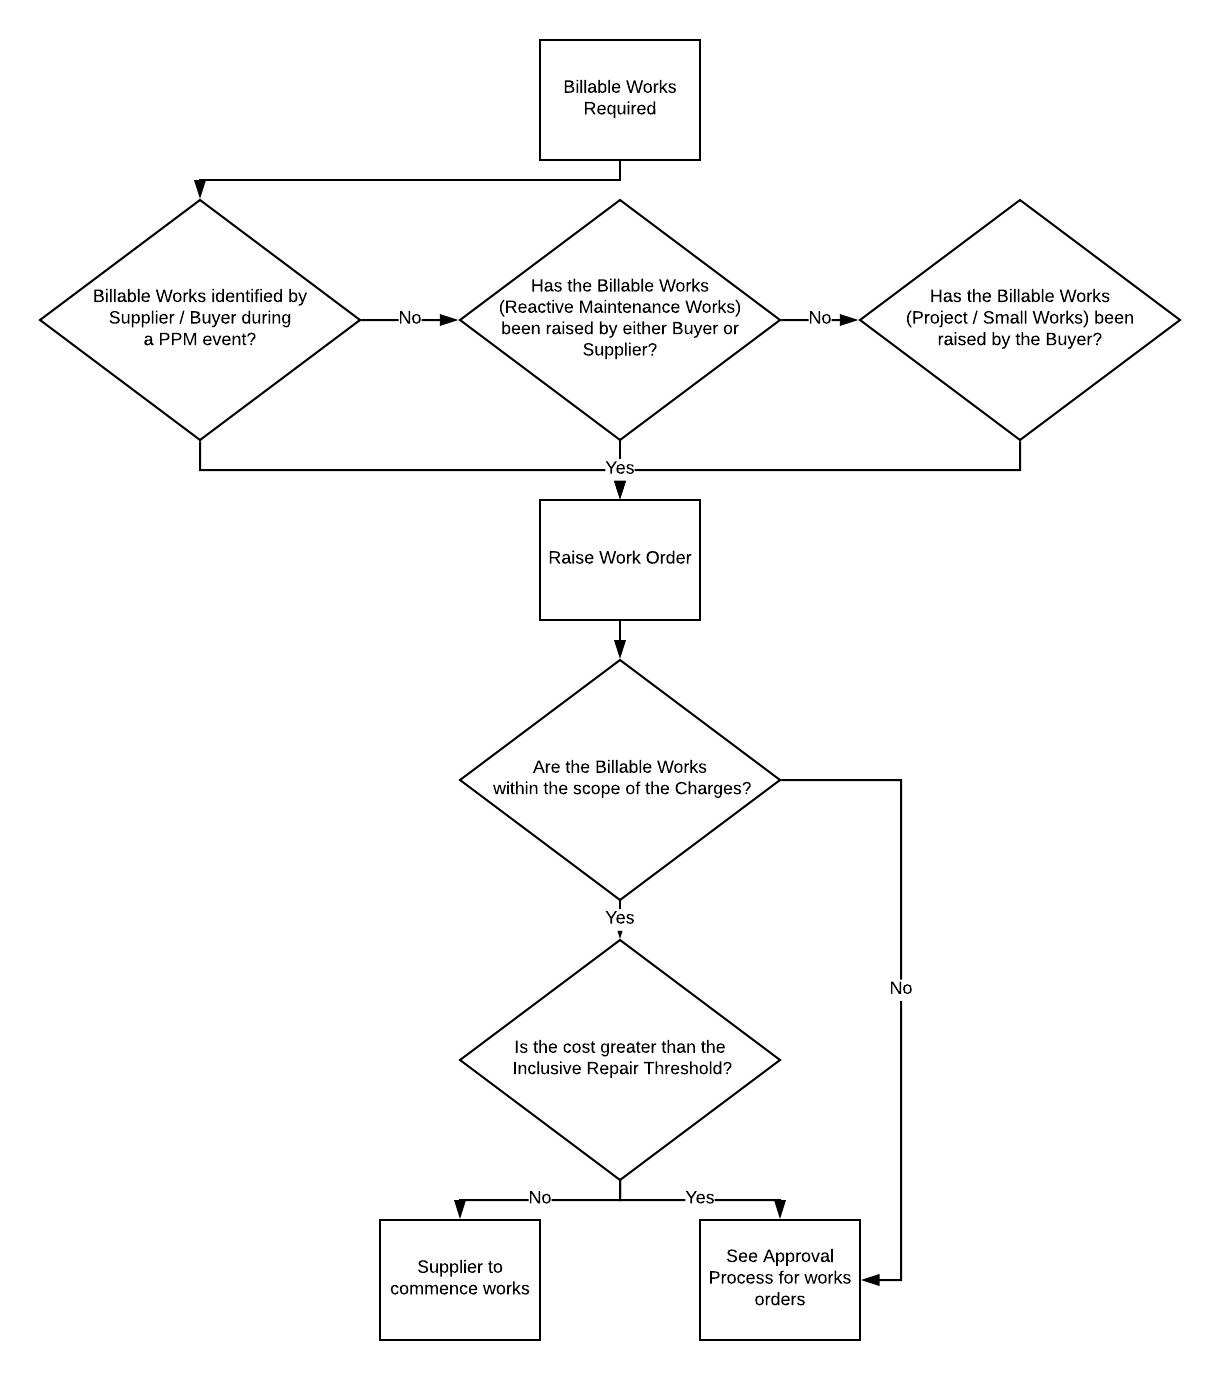 Billable Works
Required
Billable Works identified by
Supplier / Buyer during
a PPM event?
No
Has the Billable Works
(Reactive Maintenance Works)
been raised by either Buyer or
Supplier?
No
Has the Billable Works
(Project / Small Works) been
raised by the Buyer?
Yes
Raise Work Order
Are the Billable Works
within the scope of the Charges?
Yes
No
Is the cost greater than the
Inclusive Repair Threshold?
No
Yes
Supplier to
commence works
See Approval
Process for works
orders